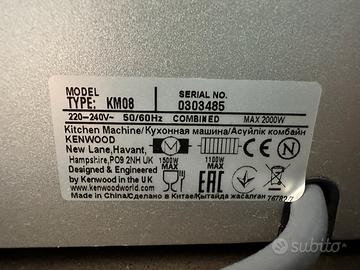 MODEL
TYPE: KM08
SERIAL NO.
0303485
220-240V~ 50/60Hz COMBINED MAX 2000W
Kitchen Machine/Кухонная машина/Асүйлік комбайн
KENWOOD
New Lane, Havant,
Hampshire, PO9 2NH UK
Designed & Engineered
by Kenwood in the UK
www.kenwoodworld.com
1500W 1100W
EAC
Made in China/Сделано в Китае/Қытайда жасалған
subito